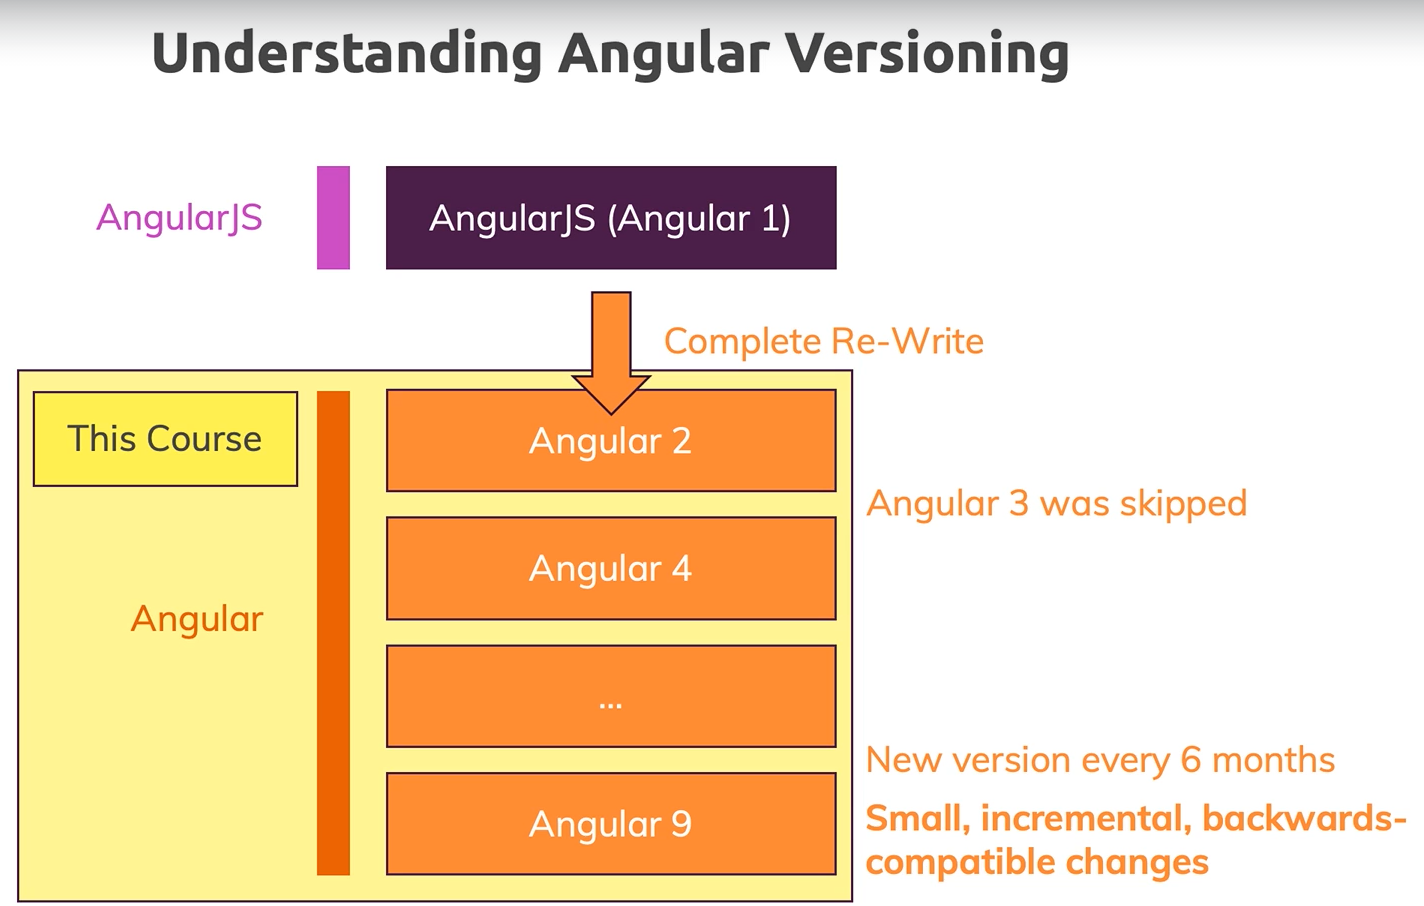 Understanding Angular Versioning
AngularJS
AngularJS (Angular 1)
Complete Re-Write
This Course
Angular 2
Angular 3 was skipped
Angular 4
Angular
...
New version every 6 months
Angular 9
Small, incremental, backwards-
compatible changes